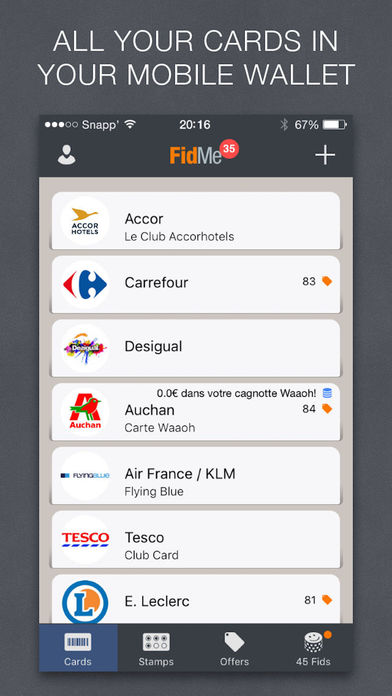 ALL YOUR CARDS IN
YOUR MOBILE WALLET
Snapp' 20:16 67%
FidMe 35
ACCOR
HOTELS
Accor
Le Club Accorhotels
Carrefour 83
Desigual
Desigual
0.0€ dans votre cagnotte Waaoh!
Auchan
Auchan 84
Carte Waaoh
FLYINGBLUE
Air France / KLM
Flying Blue
TESCO
Tesco
Club Card
L
E. Leclerc 81
Cards Stamps Offers 45 Fids